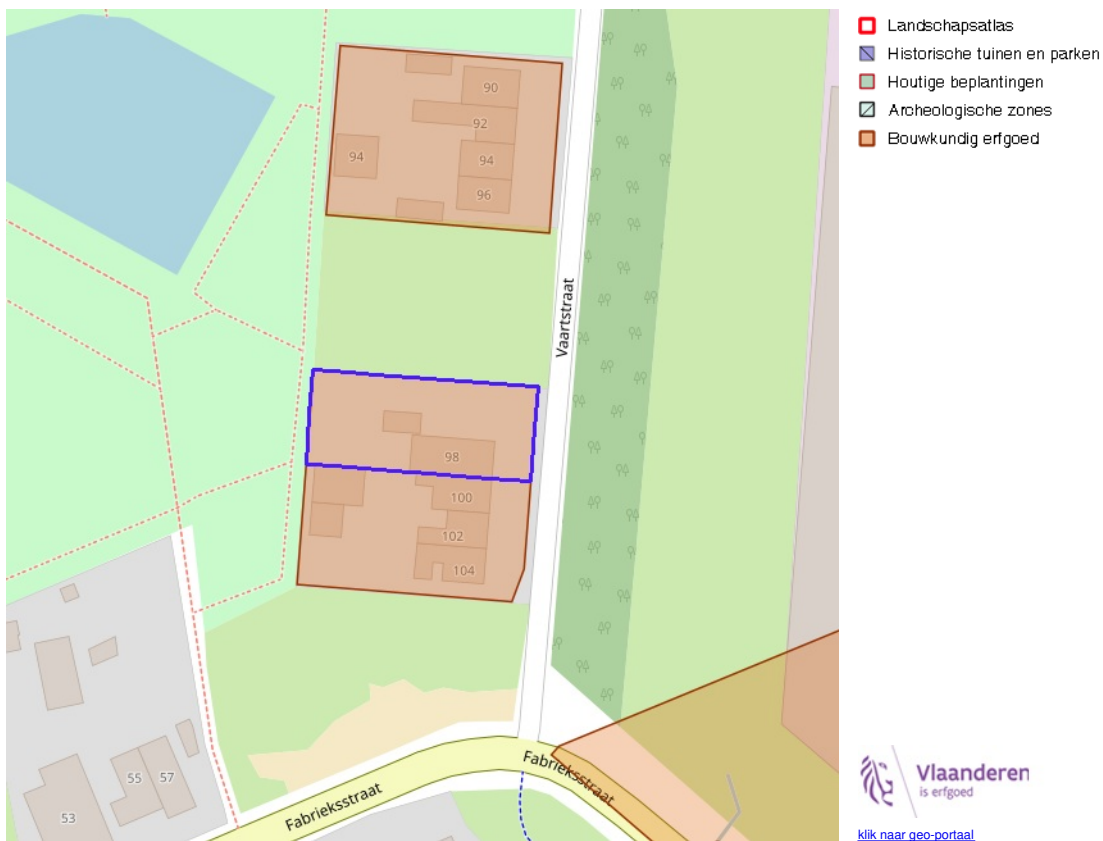 90
92
94
94
96
Vaartstraat
98
100
102
104
55
57
53
Fabrieksstraat
Fabrieksstraat
Landschapsatlas
Historische tuinen en parken
Houtige beplantingen
Archeologische zones
Bouwkundig erfgoed
Vlaanderen
is erfgoed
klik naar geo-portaal